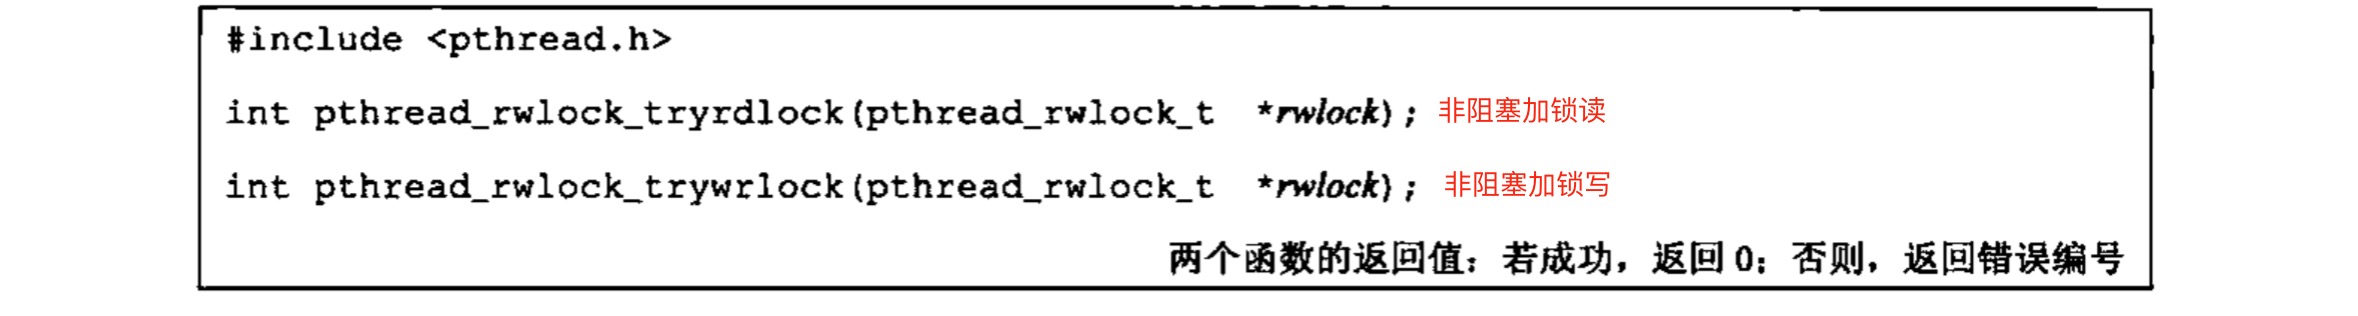 #include <pthread.h>
int pthread_rwlock_tryrdlock(pthread_rwlock_t *rwlock); 非阻塞加锁读
int pthread_rwlock_trywrlock(pthread_rwlock_t *rwlock); 非阻塞加锁写
两个函数的返回值：若成功，返回0；否则，返回错误编号